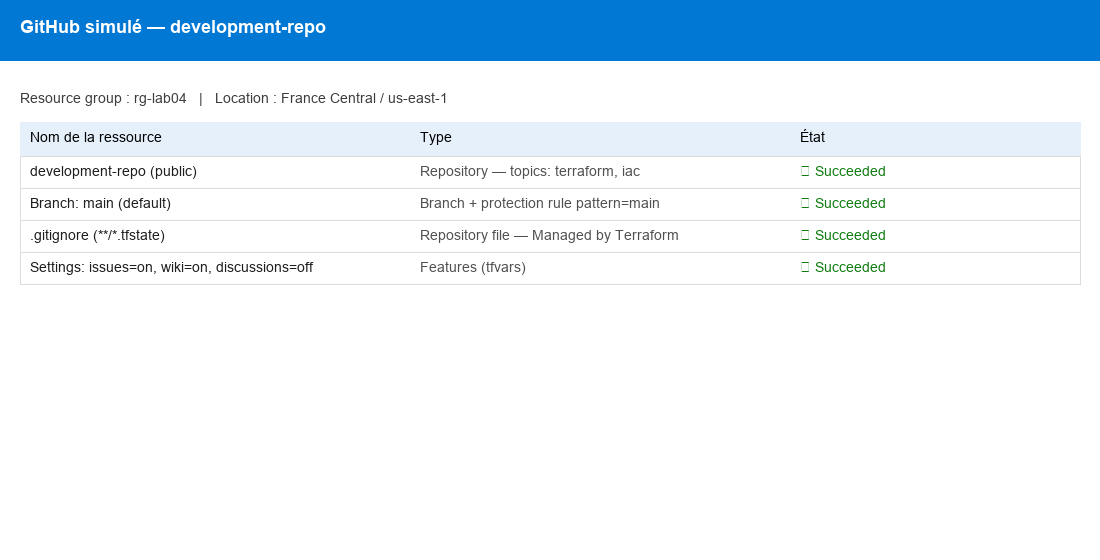 GitHub simulé — development-repo
Resource group : rg-lab04 | Location : France Central / us-east-1
Nom de la ressource Type État
development-repo (public) Repository — topics: terraform, iac Succeeded
Branch: main (default) Branch + protection rule pattern=main Succeeded
.gitignore (**/*.tfstate) Repository file — Managed by Terraform Succeeded
Settings: issues=on, wiki=on, discussions=off Features (tfvars) Succeeded